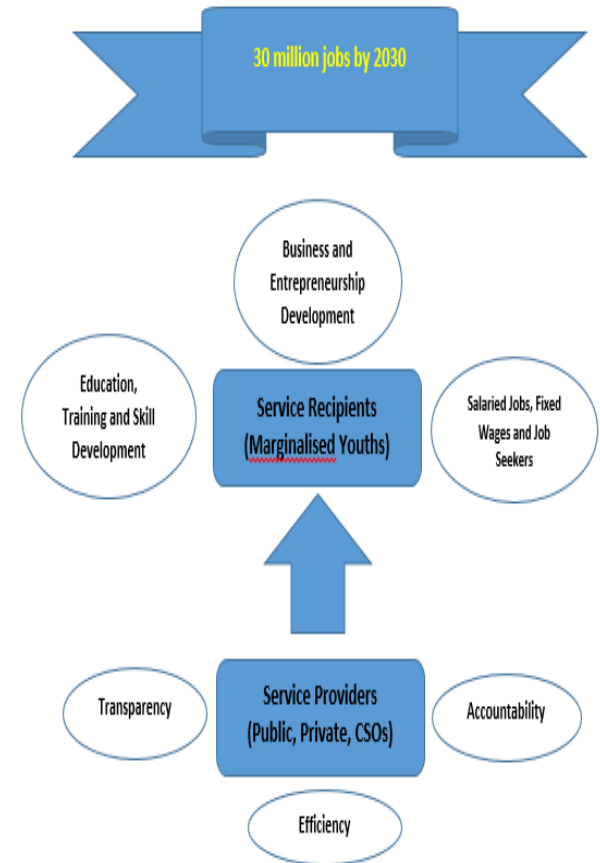 30 million jobs by 2030
Business and
Entrepreneurship
Development
Education,
Training and Skill
Development
Service Recipients
(Marginalised Youths)
Salaried Jobs, Fixed
Wages and Job
Seekers
Transparency
Service Providers
(Public, Private, CSOs)
Accountability
Efficiency